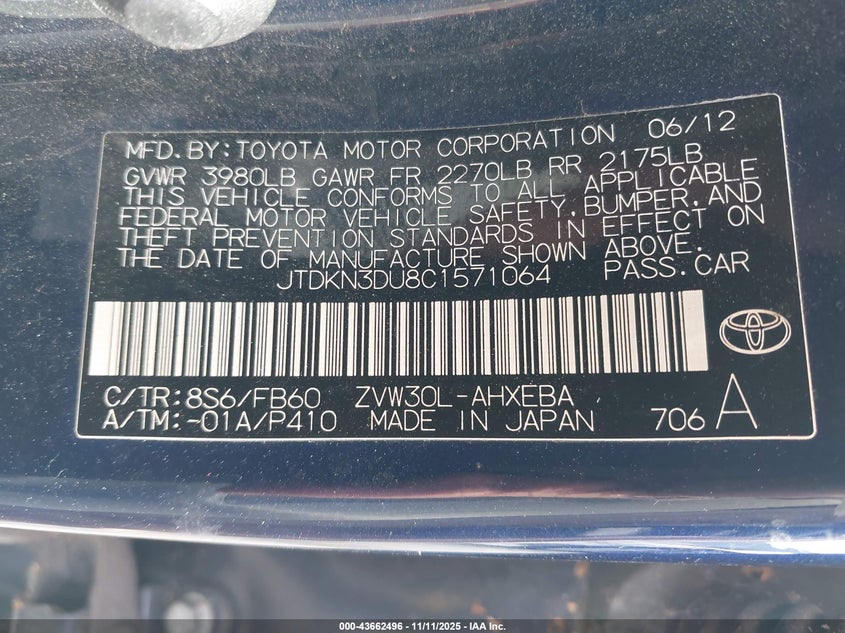 MFD.BY:TOYOTA MOTOR CORPORATION 06/12
GVWR 3980LB GAWR FR 2270LB RR 2175LB
THIS VEHICLE CONFORMS TO ALL APPLICABLE
FEDERAL MOTOR VEHICLE SAFETY,BUMPER,AND
THEFT PREVENTION STANDARDS IN EFFECT ON
THE DATE OF MANUFACTURE SHOWN ABOVE.
JTDKN3DU8C1571064 PASS.CAR
C/TR:8S6/FB60 ZVW30L-AHXEBA
A/TM:-01A/P410 MADE IN JAPAN 706 A
000-43662496 - 11/11/2025 - IAA Inc.